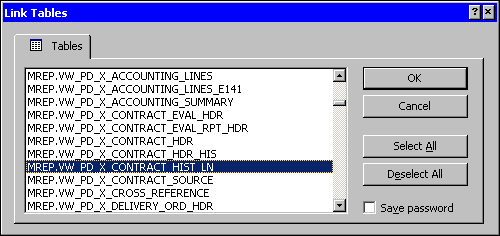 Link Tables
Tables
MREP.VW_PD_X_ACCOUNTING_LINES
MREP.VW_PD_X_ACCOUNTING_LINES_E141
MREP.VW_PD_X_ACCOUNTING_SUMMARY
MREP.VW_PD_X_CONTRACT_EVAL_HDR
MREP.VW_PD_X_CONTRACT_EVAL_RPT_HDR
MREP.VW_PD_X_CONTRACT_HDR
MREP.VW_PD_X_CONTRACT_HDR_HIS
MREP.VW_PD_X_CONTRACT_HIST_LN
MREP.VW_PD_X_CONTRACT_SOURCE
MREP.VW_PD_X_CROSS_REFERENCE
MREP.VW_PD_X_DELIVERY_ORD_HDR
OK
Cancel
Select All
Deselect All
Save password